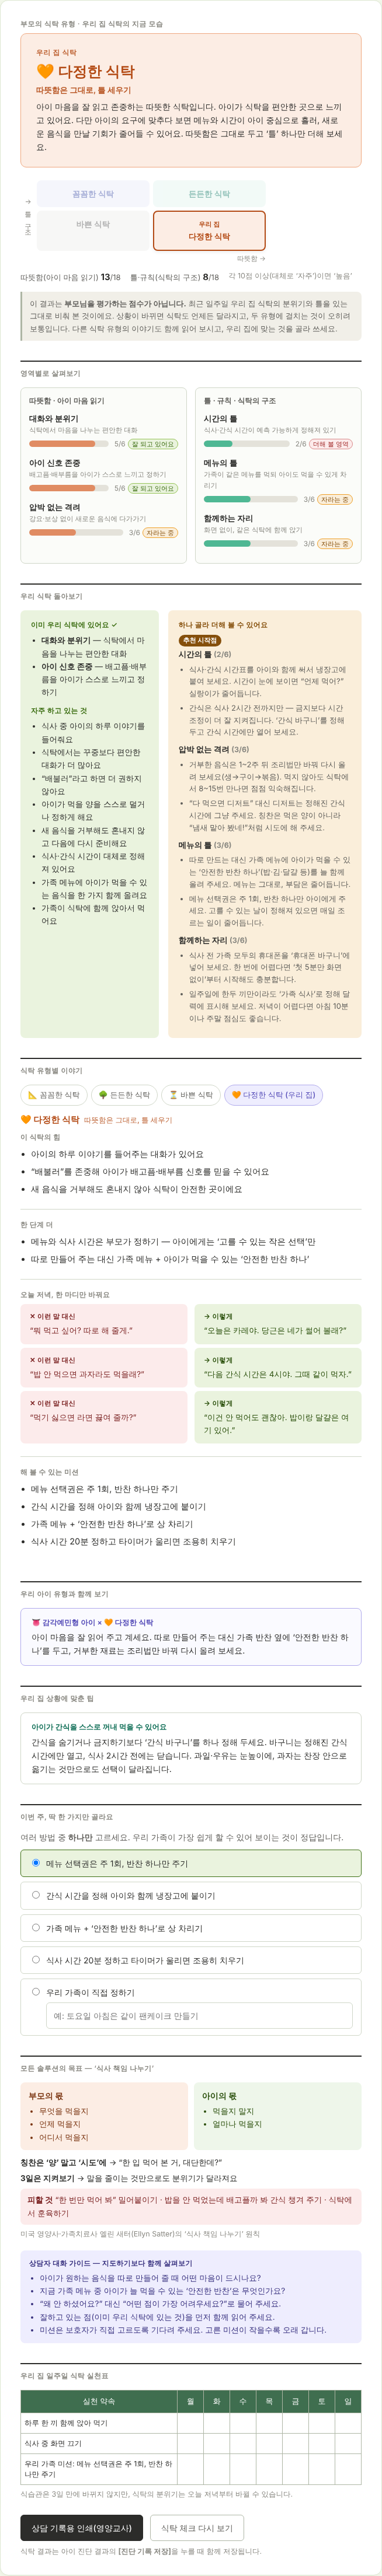 부모의 식탁 유형 · 우리 집 식탁의 지금 모습
우리 집 식탁
🧡 다정한 식탁
따뜻함은 그대로, 틀 세우기
아이 마음을 잘 읽고 존중하는 따뜻한 식탁입니다. 아이가 식탁을 편안한 곳으로 느끼
고 있어요. 다만 아이의 요구에 맞추다 보면 메뉴와 시간이 아이 중심으로 흘러, 새로
운 음식을 만날 기회가 줄어들 수 있어요. 따뜻함은 그대로 두고 '틀' 하나만 더해 보세
요.
꼼꼼한 식탁
든든한 식탁
→ 틀·구조
바쁜 식탁
우리 집
다정한 식탁
따뜻함 →
따뜻함(아이 마음 읽기) 13/18 틀·규칙(식탁의 구조) 8/18 각 10점 이상(대체로 '자주')이면 '높음'
이 결과는 부모님을 평가하는 점수가 아닙니다. 최근 일주일 우리 집 식탁의 분위기와 틀을 있는
그대로 비춰 본 것이에요. 상황이 바뀌면 식탁도 언제든 달라지고, 두 유형에 걸치는 것이 오히려
보통입니다. 다른 식탁 유형의 이야기도 함께 읽어 보시고, 우리 집에 맞는 것을 골라 쓰세요.
영역별로 살펴보기
따뜻함 · 아이 마음 읽기
대화와 분위기
식탁에서 마음을 나누는 편안한 대화
5/6 잘 되고 있어요
아이 신호 존중
배고픔·배부름을 아이가 스스로 느끼고 정하기
5/6 잘 되고 있어요
압박 없는 격려
강요·보상 없이 새로운 음식에 다가가기
3/6 자라는 중
틀 · 규칙 · 식탁의 구조
시간의 틀
식사·간식 시간이 예측 가능하게 정해져 있기
2/6 더해 볼 영역
메뉴의 틀
가족이 같은 메뉴를 먹되 아이도 먹을 수 있게 차
리기
3/6 자라는 중
함께하는 자리
화면 없이, 같은 식탁에 함께 앉기
3/6 자라는 중
우리 식탁 돌아보기
이미 우리 식탁에 있어요 ✓
• 대화와 분위기 — 식탁에서 마
음을 나누는 편안한 대화
• 아이 신호 존중 — 배고픔·배부
름을 아이가 스스로 느끼고 정
하기
자주 하고 있는 것
• 식사 중 아이의 하루 이야기를
들어줘요
• 식탁에서는 꾸중보다 편안한
대화가 더 많아요
• "배불러"라고 하면 더 권하지
않아요
• 아이가 먹을 양을 스스로 덜거
나 정하게 해요
• 새 음식을 거부해도 혼내지 않
고 다음에 다시 준비해요
• 식사·간식 시간이 대체로 정해
져 있어요
• 가족 메뉴에 아이가 먹을 수 있
는 음식을 한 가지 함께 올려요
• 가족이 식탁에 함께 앉아서 먹
어요
하나 골라 더해 볼 수 있어요
추천 시작점
시간의 틀 (2/6)
• 식사·간식 시간표를 아이와 함께 써서 냉장고에
붙여 보세요. 시간이 눈에 보이면 "언제 먹어?"
실랑이가 줄어듭니다.
• 간식은 식사 2시간 전까지만 — 금지보다 시간
조정이 더 잘 지켜집니다. '간식 바구니'를 정해
두고 간식 시간에만 열어 보세요.
압박 없는 격려 (3/6)
• 거부한 음식은 1~2주 뒤 조리법만 바꿔 다시 올
려 보세요(생→구이→볶음). 먹지 않아도 식탁에
서 8~15번 만나면 점점 익숙해집니다.
• "다 먹으면 디저트" 대신 디저트는 정해진 간식
시간에 그냥 주세요. 칭찬은 먹은 양이 아니라
"냄새 맡아 봤네!"처럼 시도에 해 주세요.
메뉴의 틀 (3/6)
• 따로 만드는 대신 가족 메뉴에 아이가 먹을 수 있
는 '안전한 반찬 하나'(밥·김·달걀 등)를 늘 함께
올려 주세요. 메뉴는 그대로, 부담은 줄어듭니다.
• 메뉴 선택권은 주 1회, 반찬 하나만 아이에게 주
세요. 고를 수 있는 날이 정해져 있으면 매일 조
르는 일이 줄어듭니다.
함께하는 자리 (3/6)
• 식사 전 가족 모두의 휴대폰을 '휴대폰 바구니'에
넣어 보세요. 한 번에 어렵다면 '첫 5분만 화면
없이'부터 시작해도 충분합니다.
• 일주일에 한두 끼만이라도 '가족 식사'로 정해 달
력에 표시해 보세요. 저녁이 어렵다면 아침 10분
이나 주말 점심도 좋습니다.
식탁 유형별 이야기
📐 꼼꼼한 식탁 🌳 든든한 식탁 ⏳ 바쁜 식탁 🧡 다정한 식탁 (우리 집)
🧡 다정한 식탁 따뜻함은 그대로, 틀 세우기
이 식탁의 힘
• 아이의 하루 이야기를 들어주는 대화가 있어요
• "배불러"를 존중해 아이가 배고픔·배부름 신호를 믿을 수 있어요
• 새 음식을 거부해도 혼내지 않아 식탁이 안전한 곳이에요
한 단계 더
• 메뉴와 식사 시간은 부모가 정하기 — 아이에게는 '고를 수 있는 작은 선택'만
• 따로 만들어 주는 대신 가족 메뉴 + 아이가 먹을 수 있는 '안전한 반찬 하나'
오늘 저녁, 한 마디만 바꿔요
✕ 이런 말 대신
"뭐 먹고 싶어? 따로 해 줄게."
→ 이렇게
"오늘은 카레야. 당근은 네가 썰어 볼래?"
✕ 이런 말 대신
"밥 안 먹으면 과자라도 먹을래?"
→ 이렇게
"다음 간식 시간은 4시야. 그때 같이 먹자."
✕ 이런 말 대신
"먹기 싫으면 라면 끓여 줄까?"
→ 이렇게
"이건 안 먹어도 괜찮아. 밥이랑 달걀은 여
기 있어."
해 볼 수 있는 미션
• 메뉴 선택권은 주 1회, 반찬 하나만 주기
• 간식 시간을 정해 아이와 함께 냉장고에 붙이기
• 가족 메뉴 + '안전한 반찬 하나'로 상 차리기
• 식사 시간 20분 정하고 타이머가 울리면 조용히 치우기
우리 아이 유형과 함께 보기
👅 감각예민형 아이 × 🧡 다정한 식탁
아이 마음을 잘 읽어 주고 계세요. 따로 만들어 주는 대신 가족 반찬 옆에 '안전한 반찬 하
나'를 두고, 거부한 재료는 조리법만 바꿔 다시 올려 보세요.
우리 집 상황에 맞춘 팁
아이가 간식을 스스로 꺼내 먹을 수 있어요
간식을 숨기거나 금지하기보다 '간식 바구니'를 하나 정해 두세요. 바구니는 정해진 간식
시간에만 열고, 식사 2시간 전에는 닫습니다. 과일·우유는 눈높이에, 과자는 찬장 안으로
옮기는 것만으로도 선택이 달라집니다.
이번 주, 딱 한 가지만 골라요
여러 방법 중 하나만 고르세요. 우리 가족이 가장 쉽게 할 수 있어 보이는 것이 정답입니다.
메뉴 선택권은 주 1회, 반찬 하나만 주기
간식 시간을 정해 아이와 함께 냉장고에 붙이기
가족 메뉴 + '안전한 반찬 하나'로 상 차리기
식사 시간 20분 정하고 타이머가 울리면 조용히 치우기
우리 가족이 직접 정하기
예: 토요일 아침은 같이 팬케이크 만들기
모든 솔루션의 목표 — '식사 책임 나누기'
부모의 몫
• 무엇을 먹을지
• 언제 먹을지
• 어디서 먹을지
아이의 몫
• 먹을지 말지
• 얼마나 먹을지
칭찬은 '양' 말고 '시도'에 → "한 입 먹어 본 거, 대단한데?"
3일은 지켜보기 → 말을 줄이는 것만으로도 분위기가 달라져요
피할 것 "한 번만 먹어 봐" 밀어붙이기 · 밥을 안 먹었는데 배고플까 봐 간식 챙겨 주기 · 식탁에
서 훈육하기
미국 영양사·가족치료사 엘린 새터(Ellyn Satter)의 '식사 책임 나누기' 원칙
상담자 대화 가이드 — 지도하기보다 함께 살펴보기
• 아이가 원하는 음식을 따로 만들어 줄 때 어떤 마음이 드시나요?
• 지금 가족 메뉴 중 아이가 늘 먹을 수 있는 '안전한 반찬'은 무엇인가요?
• "왜 안 하셨어요?" 대신 "어떤 점이 가장 어려우세요?"로 물어 주세요.
• 잘하고 있는 점(이미 우리 식탁에 있는 것)을 먼저 함께 읽어 주세요.
• 미션은 보호자가 직접 고르도록 기다려 주세요. 고른 미션이 작을수록 오래 갑니다.
우리 집 일주일 식탁 실천표
실천 약속 월 화 수 목 금 토 일
하루 한 끼 함께 앉아 먹기
식사 중 화면 끄기
우리 가족 미션: 메뉴 선택권은 주 1회, 반찬 하
나만 주기
식습관은 3일 만에 바뀌지 않지만, 식탁의 분위기는 오늘 저녁부터 바뀔 수 있습니다.
상담 기록용 인쇄(영양교사) 식탁 체크 다시 보기
식탁 결과는 아이 진단 결과의 [진단 기록 저장]을 누를 때 함께 저장됩니다.